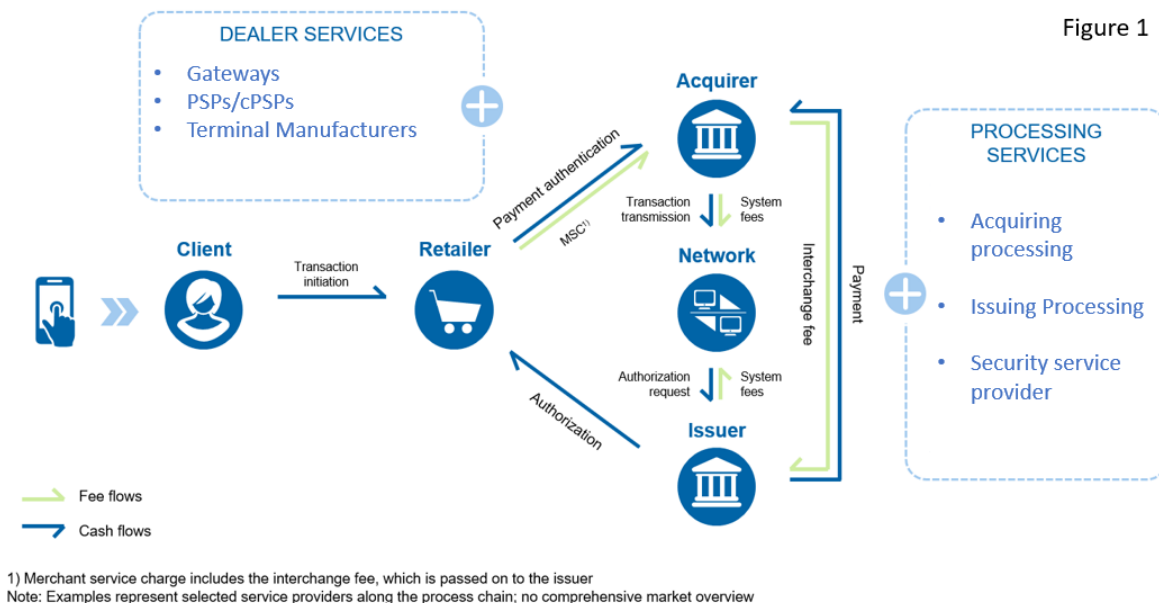 Figure 1
DEALER SERVICES
• Gateways
• PSPs/cPSPs
• Terminal Manufacturers
Acquirer
PROCESSING
SERVICES
• Acquiring
processing
• Issuing Processing
• Security service
provider
Payment authentication
MSC1)
Transaction
transmission
System
fees
Client
Transaction
initiation
Retailer
Network
Interchange fee
Payment
Authorization
request
System
fees
Authorization
Issuer
Fee flows
Cash flows
1) Merchant service charge includes the interchange fee, which is passed on to the issuer
Note: Examples represent selected service providers along the process chain; no comprehensive market overview